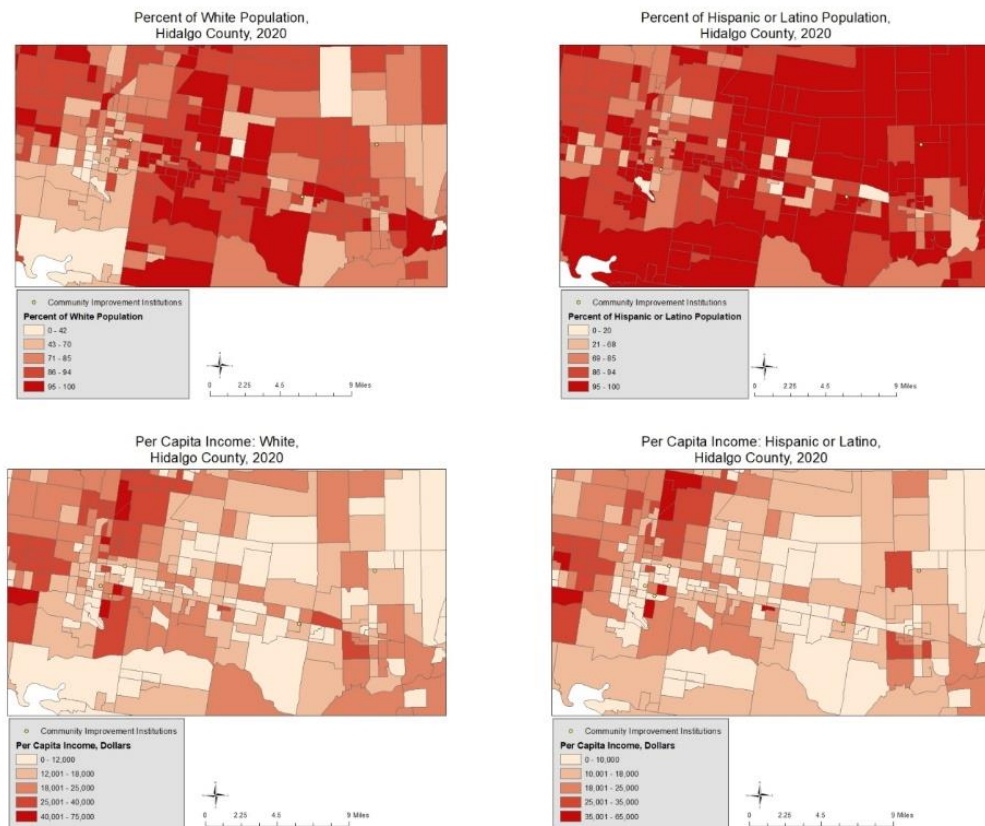 Percent of White Population,
Hidalgo County, 2020
Community Improvement Institutions
Percent of White Population
0 - 42
43 - 70
71 - 85
86 - 94
95 - 100
0 2.25 4.5 9 Miles
Percent of Hispanic or Latino Population,
Hidalgo County, 2020
Community Improvement Institutions
Percent of Hispanic or Latino Population
0 - 20
21 - 68
69 - 85
86 - 94
95 - 100
0 2.25 4.5 9 Miles
Per Capita Income: White,
Hidalgo County, 2020
Community Improvement Institutions
Per Capita Income, Dollars
0 - 12,000
12,001 - 18,000
18,001 - 25,000
25,001 - 40,000
40,001 - 75,000
0 2.25 4.5 9 Miles
Per Capita Income: Hispanic or Latino,
Hidalgo County, 2020
Community Improvement Institutions
Per Capita Income, Dollars
0 - 10,000
10,001 - 18,000
18,001 - 25,000
25,001 - 35,000
35,001 - 65,000
0 2.25 4.5 9 Miles